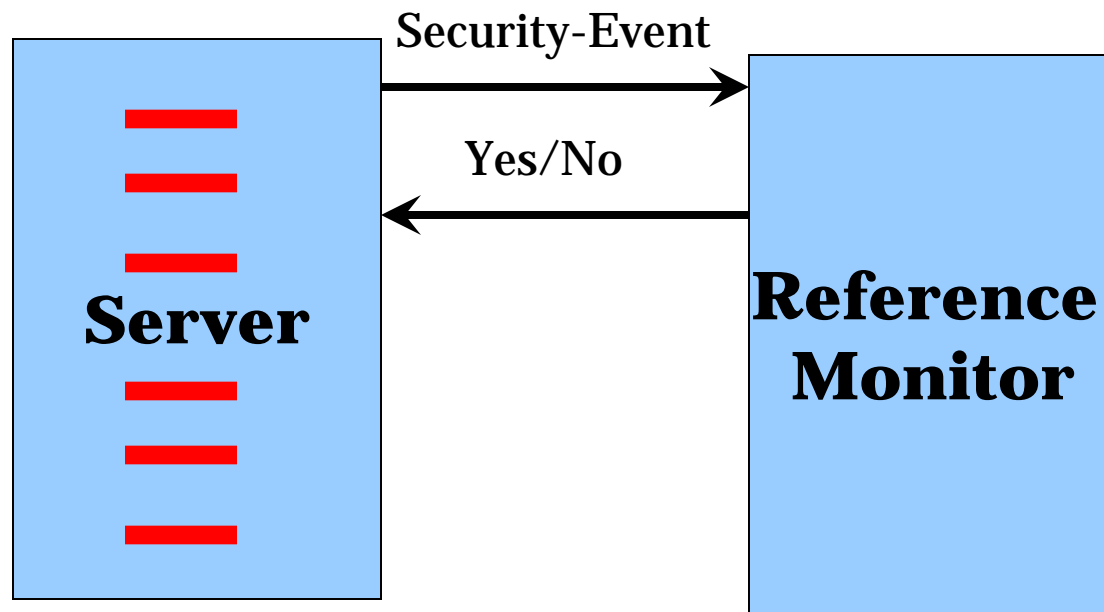 Security-Event
Yes/No
Server
Reference
Monitor